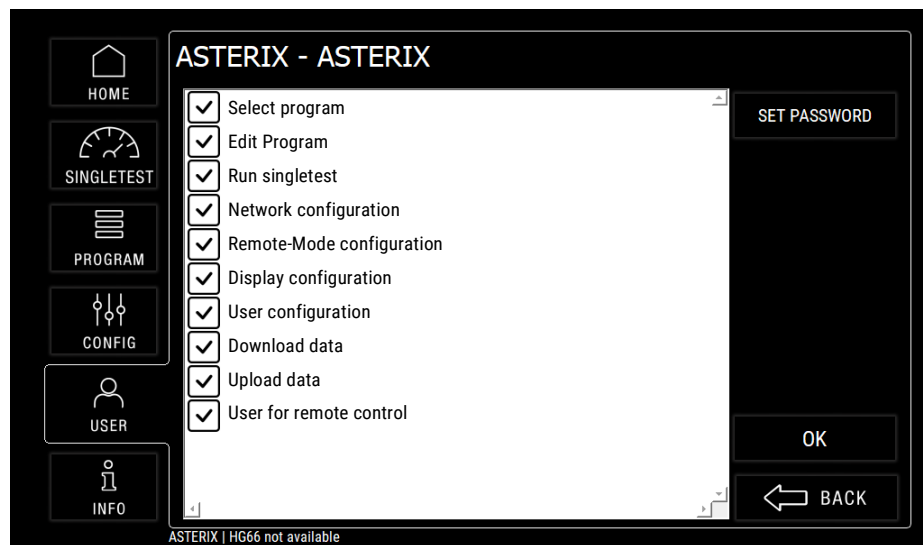 ASTERIX - ASTERIX
HOME
SINGLETEST
PROGRAM
CONFIG
USER
INFO
Select program
Edit Program
Run singletest
Network configuration
Remote-Mode configuration
Display configuration
User configuration
Download data
Upload data
User for remote control
SET PASSWORD
OK
BACK
ASTERIX | HG66 not available